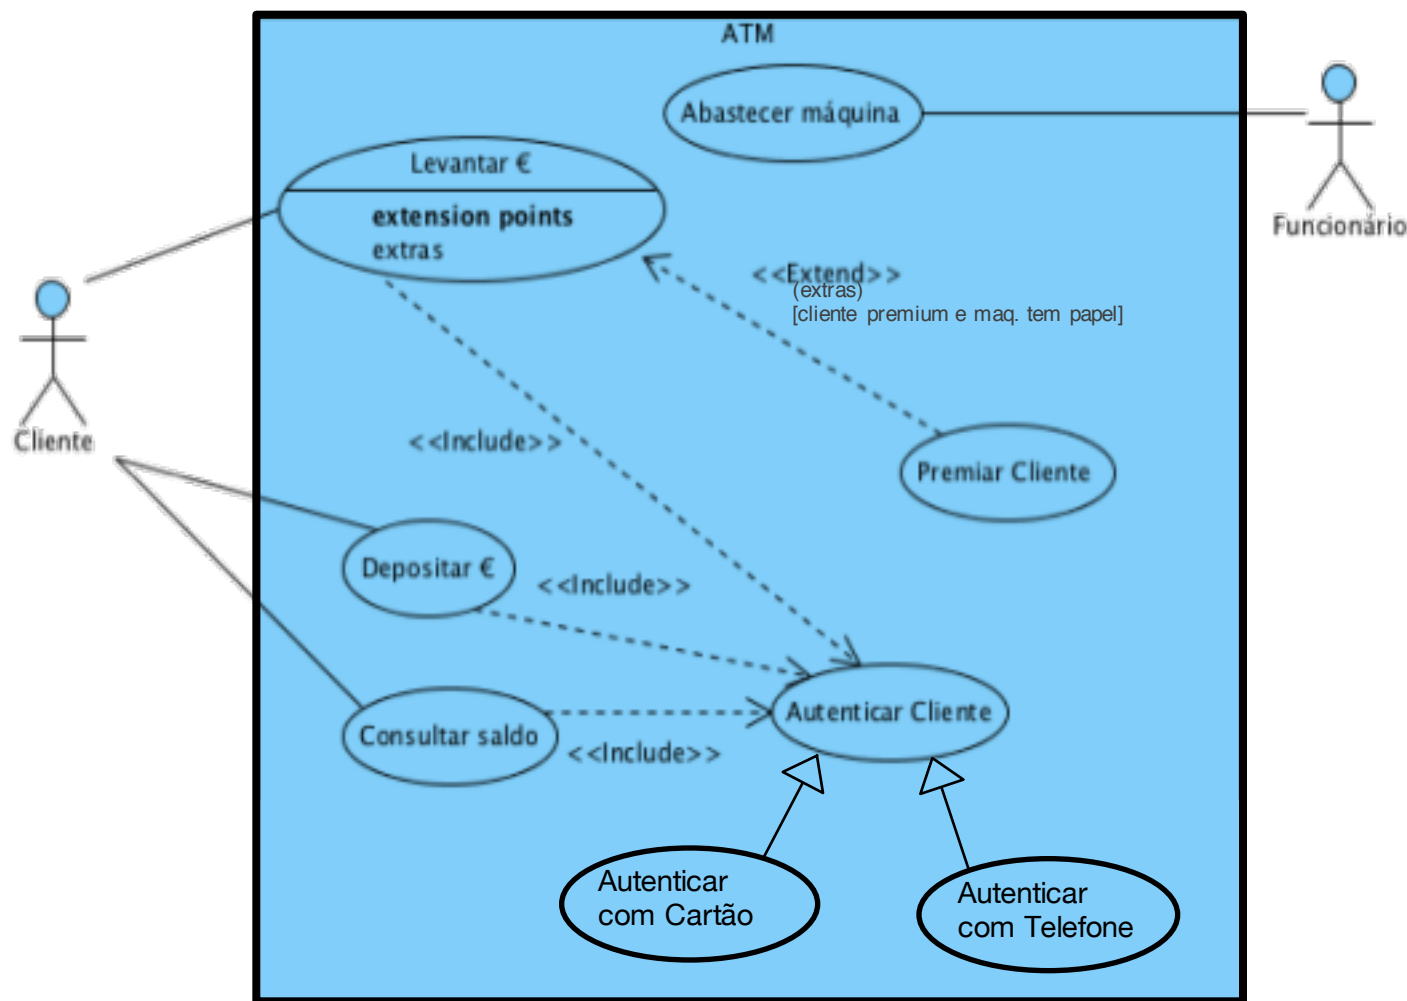 ATM
Abastecer máquina
Levantar €
extension points
extras
Funcionário
<<Extend>>
(extras)
[cliente premium e maq. tem papel]
Cliente
<<Include>>
Premiar Cliente
Depositar €
<<Include>>
Autenticar Cliente
Consultar saldo
<<Include>>
Autenticar
com Cartão
Autenticar
com Telefone